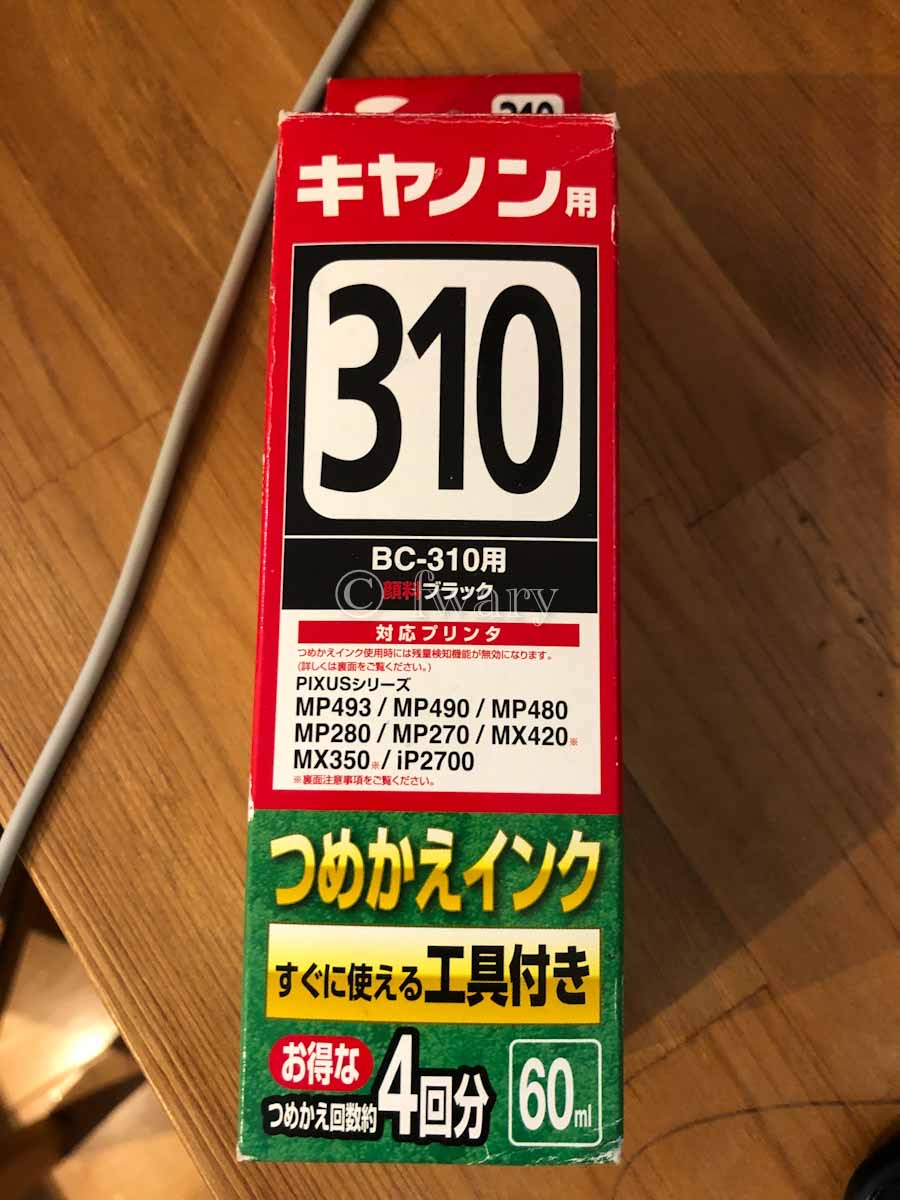 310
キヤノン用
310
BC-310用
顔料ブラック
© fwary
対応プリンタ
つめかえインク使用時には残量検知機能が無効になります。
(詳しくは裏面をご覧ください。)
PIXUSシリーズ
MP493 / MP490 / MP480
MP280 / MP270 / MX420※
MX350※ / iP2700
※裏面注意事項をご覧ください。
つめかえインク
すぐに使える工具付き
お得な
つめかえ回数約4回分
60ml